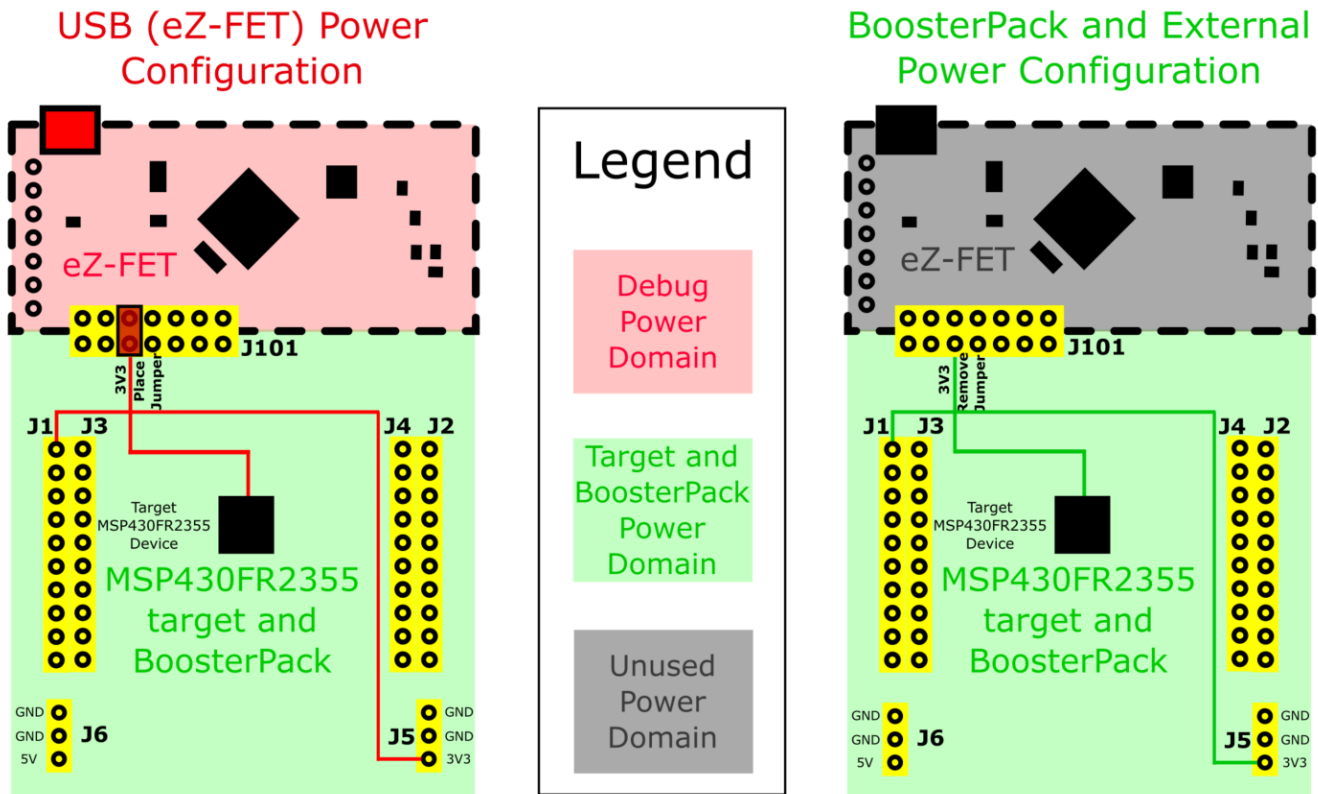 USB (eZ-FET) Power
Configuration
eZ-FET
J101
3V3
Place
Jumper
J1
J3
J4
J2
Target
MSP430FR2355
Device
MSP430FR2355
target and
BoosterPack
GND
GND
5V
J6
J5
GND
GND
3V3
Legend
Debug
Power
Domain
Target and
BoosterPack
Power
Domain
Unused
Power
Domain
BoosterPack and External
Power Configuration
eZ-FET
J101
3V3
Remove
Jumper
J1
J3
J4
J2
Target
MSP430FR2355
Device
MSP430FR2355
target and
BoosterPack
GND
GND
5V
J6
J5
GND
GND
3V3